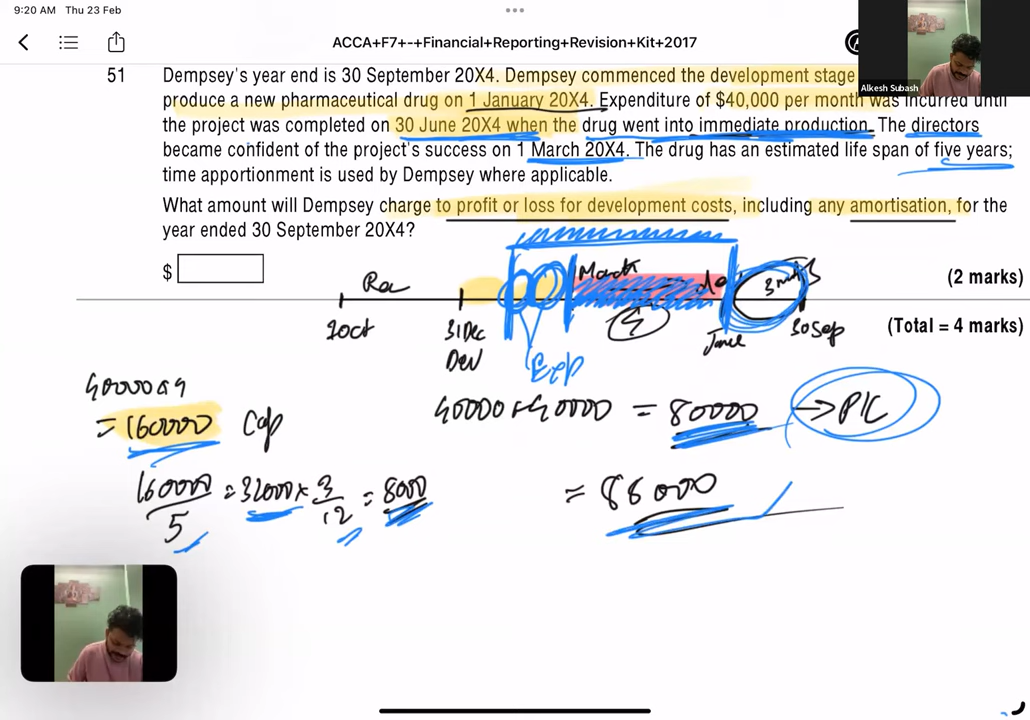 9:20 AM Thu 23 Feb
ACCA+F7+-+Financial+Reporting+Revision+Kit+2017
Alkesh Subash
51 Dempsey's year end is 30 September 20X4. Dempsey commenced the development stage
produce a new pharmaceutical drug on 1 January 20X4. Expenditure of $40,000 per month was incurred until
the project was completed on 30 June 20X4 when the drug went into immediate production. The directors
became confident of the project's success on 1 March 20X4. The drug has an estimated life span of five years;
time apportionment is used by Dempsey where applicable.
What amount will Dempsey charge to profit or loss for development costs, including any amortisation, for the
year ended 30 September 20X4?
$
(2 marks)
(Total = 4 marks)
March
4
1 Oct 31 Dec June 30 Sep
Dev
Exp
40000 × 4
= 160000 Cap
40000 + 40000 = 80000 → P/L
160000/5 = 32000 × 3/12 = 8000
= 88000